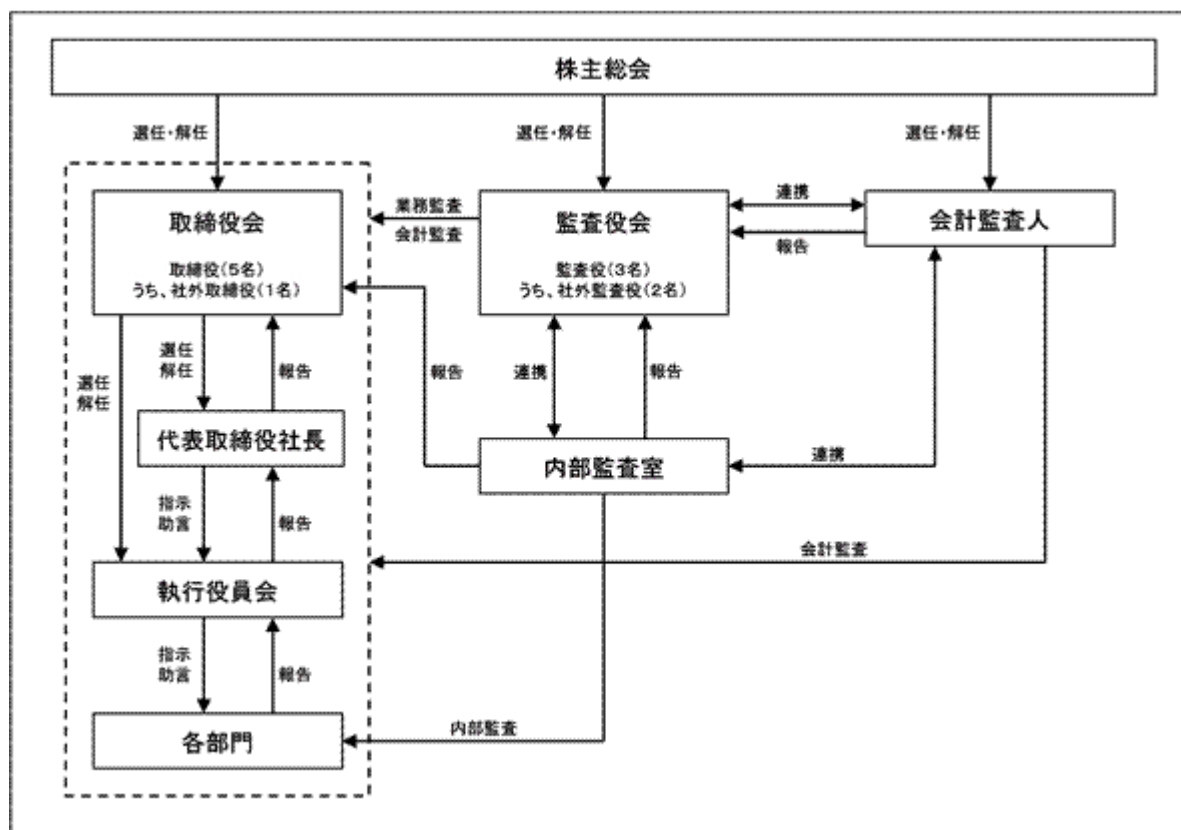 株主総会
選任・解任
選任・解任
選任・解任
取締役会
取締役(5名)
うち、社外取締役(1名)
業務監査
会計監査
監査役会
監査役(3名)
うち、社外監査役(2名)
連携
報告
会計監査人
選任
解任
選任
解任
報告
報告
連携
報告
代表取締役社長
内部監査室
連携
指示
助言
報告
会計監査
執行役員会
指示
助言
報告
各部門
内部監査